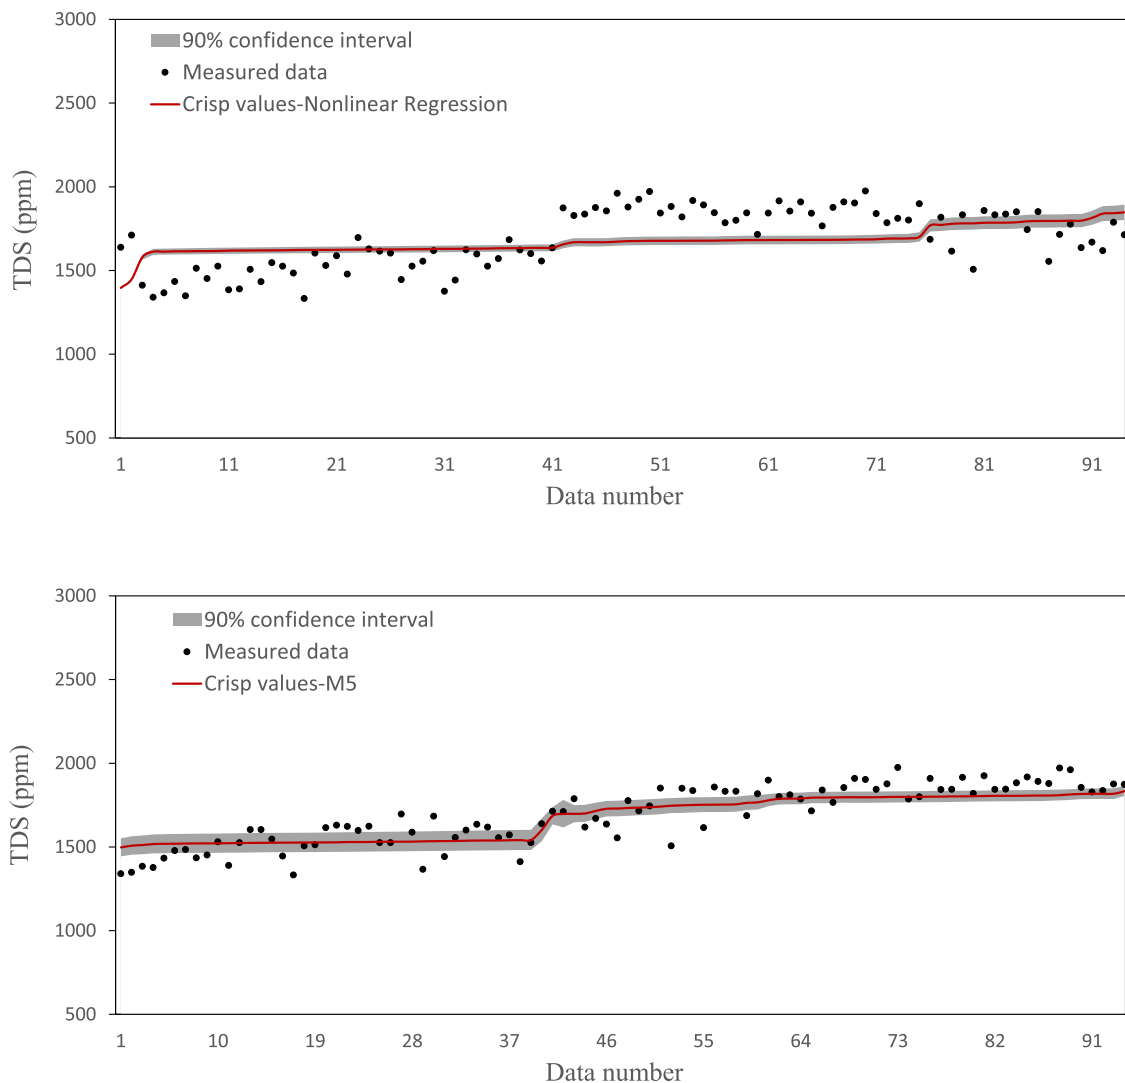 3000
90% confidence interval
Measured data
Crisp values-Nonlinear Regression
2500
2000
1500
1000
500
TDS (ppm)
1 11 21 31 41 51 61 71 81 91
Data number
3000
90% confidence interval
Measured data
Crisp values-M5
2500
2000
1500
1000
500
TDS (ppm)
1 10 19 28 37 46 55 64 73 82 91
Data number